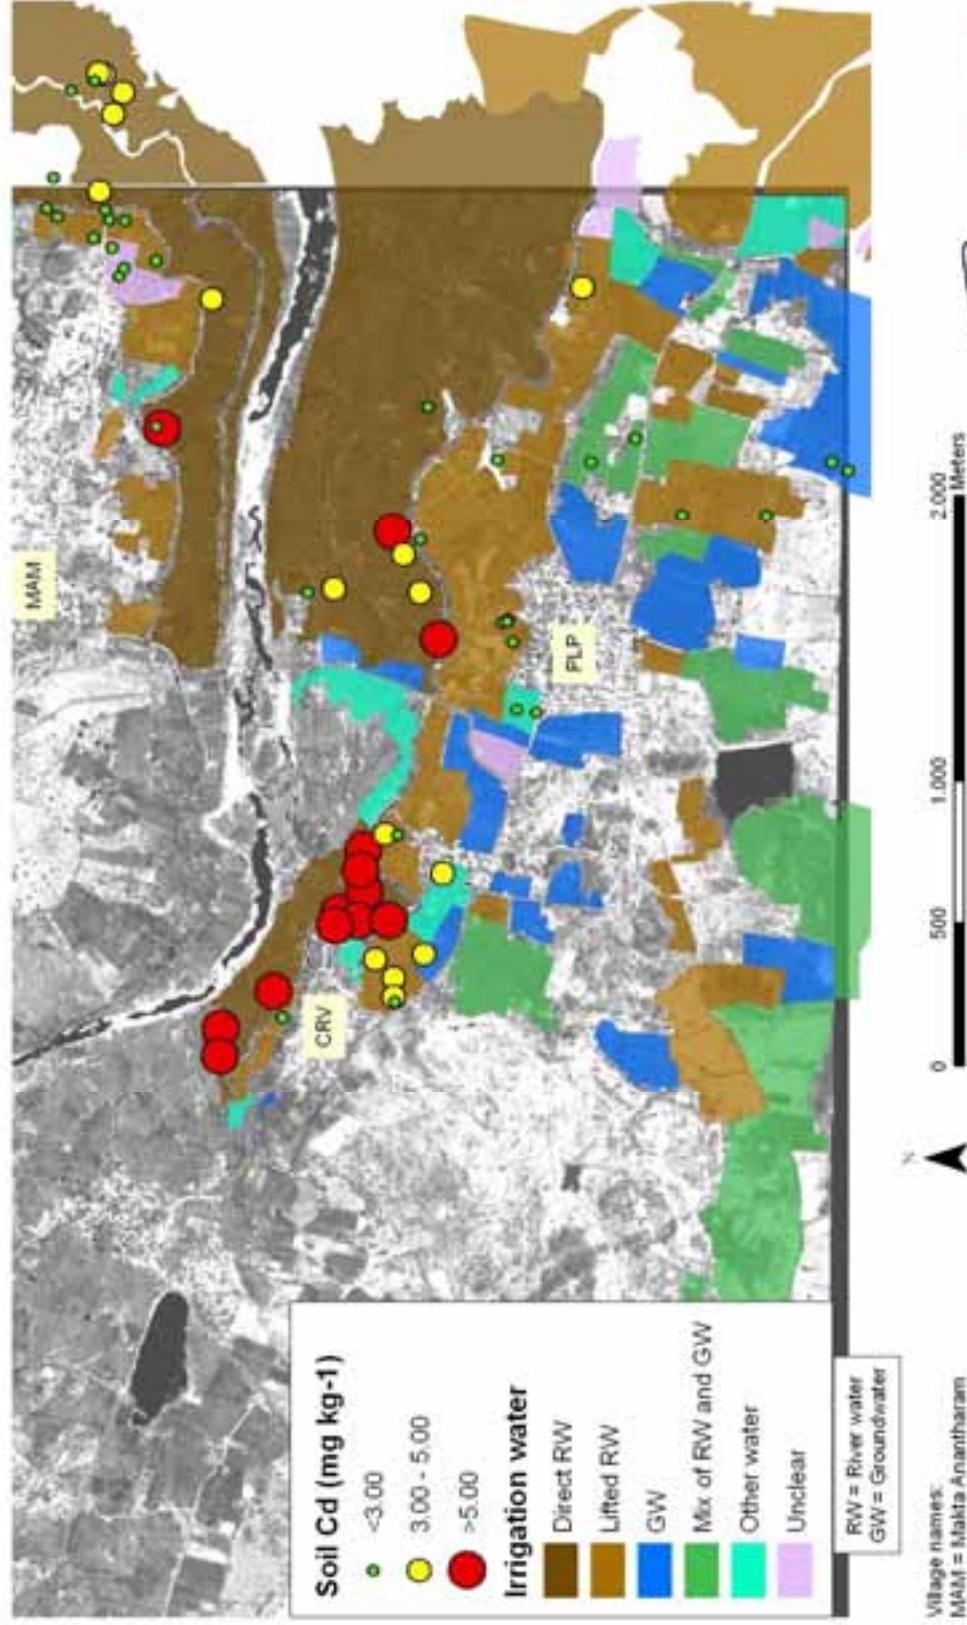 MAM
PLP
CRV
Soil Cd (mg kg-1)
<3.00
3.00 - 5.00
>5.00
Irrigation water
Direct RW
Lifted RW
GW
Mix of RW and GW
Other water
Unclear
RW = River water
GW = Groundwater
N
0
500
1.000
2.000
Meters
Village names:
MAM = Makta Anantharam